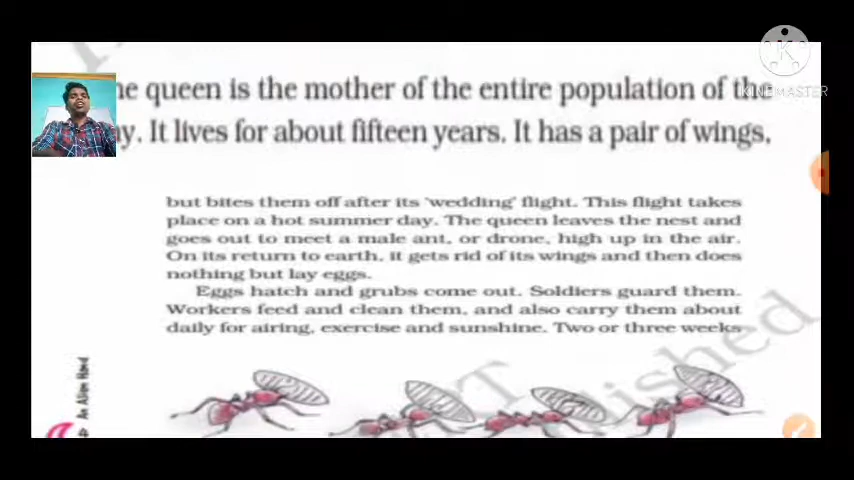 he queen is the mother of the entire population of the
y. It lives for about fifteen years. It has a pair of wings,
but bites them off after its 'wedding' flight. This flight takes
place on a hot summer day. The queen leaves the nest and
goes out to meet a male ant, or drone, high up in the air.
On its return to earth, it gets rid of its wings and then does
nothing but lay eggs.
Eggs hatch and grubs come out. Soldiers guard them.
Workers feed and clean them, and also carry them about
daily for airing, exercise and sunshine. Two or three weeks
An Alien Hand
KINEMASTER